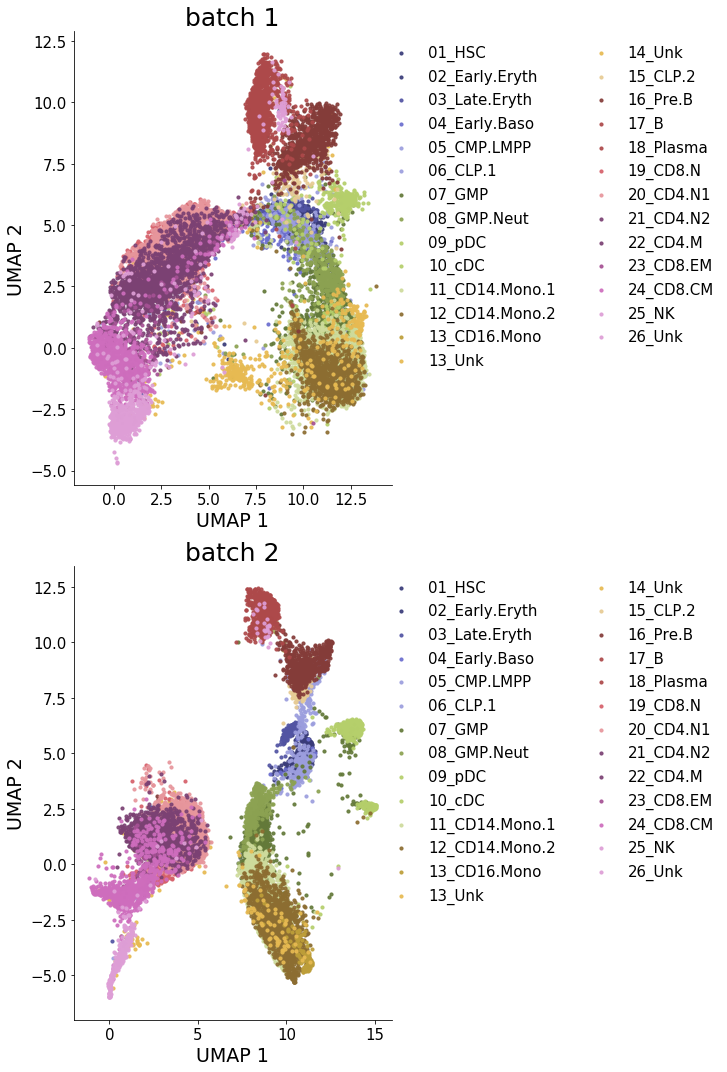 batch 1
12.5
10.0
7.5
5.0
2.5
0.0
−2.5
−5.0
UMAP 2
0.0 2.5 5.0 7.5 10.0 12.5
UMAP 1
01_HSC
02_Early.Eryth
03_Late.Eryth
04_Early.Baso
05_CMP.LMPP
06_CLP.1
07_GMP
08_GMP.Neut
09_pDC
10_cDC
11_CD14.Mono.1
12_CD14.Mono.2
13_CD16.Mono
13_Unk
14_Unk
15_CLP.2
16_Pre.B
17_B
18_Plasma
19_CD8.N
20_CD4.N1
21_CD4.N2
22_CD4.M
23_CD8.EM
24_CD8.CM
25_NK
26_Unk
batch 2
12.5
10.0
7.5
5.0
2.5
0.0
−2.5
−5.0
UMAP 2
0 5 10 15
UMAP 1
01_HSC
02_Early.Eryth
03_Late.Eryth
04_Early.Baso
05_CMP.LMPP
06_CLP.1
07_GMP
08_GMP.Neut
09_pDC
10_cDC
11_CD14.Mono.1
12_CD14.Mono.2
13_CD16.Mono
13_Unk
14_Unk
15_CLP.2
16_Pre.B
17_B
18_Plasma
19_CD8.N
20_CD4.N1
21_CD4.N2
22_CD4.M
23_CD8.EM
24_CD8.CM
25_NK
26_Unk